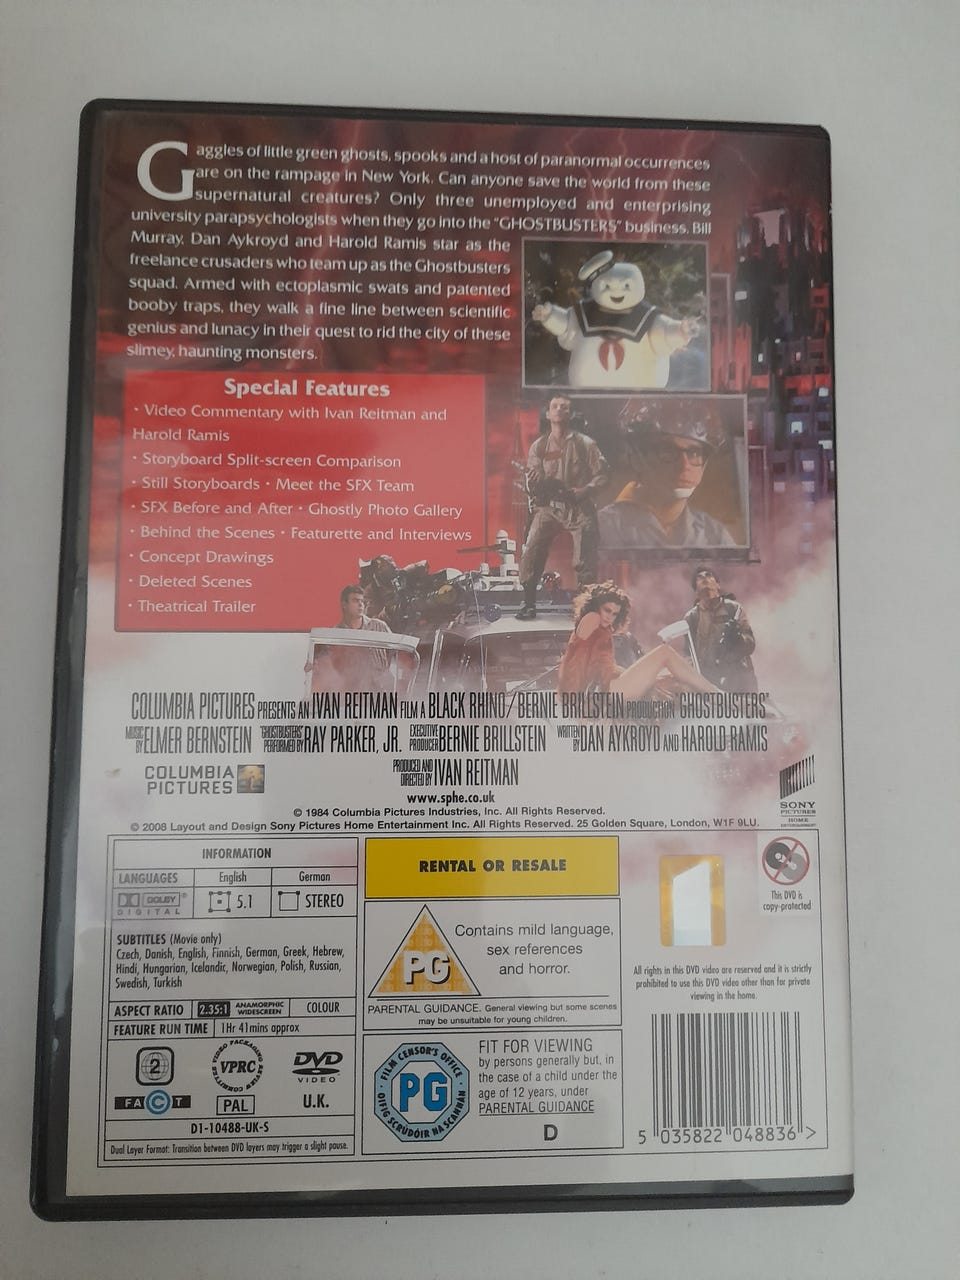 Gaggles of little green ghosts, spooks and a host of paranormal occurrences
are on the rampage in New York. Can anyone save the world from these
supernatural creatures? Only three unemployed and enterprising
university parapsychologists when they go into the "GHOSTBUSTERS" business. Bill
Murray, Dan Aykroyd and Harold Ramis star as the
freelance crusaders who team up as the Ghostbusters
squad. Armed with ectoplasmic swats and patented
booby traps, they walk a fine line between scientific
genius and lunacy in their quest to rid the city of these
slimey, haunting monsters.
Special Features
• Video Commentary with Ivan Reitman and
Harold Ramis
• Storyboard Split-screen Comparison
• Still Storyboards • Meet the SFX Team
• SFX Before and After • Ghostly Photo Gallery
• Behind the Scenes • Featurette and Interviews
• Concept Drawings
• Deleted Scenes
• Theatrical Trailer
COLUMBIA PICTURES PRESENTS AN IVAN REITMAN FILM A BLACK RHINO/BERNIE BRILLSTEIN PRODUCTION "GHOSTBUSTERS"
MUSIC BY ELMER BERNSTEIN "GHOSTBUSTERS" PERFORMED BY RAY PARKER, JR. EXECUTIVE PRODUCER BERNIE BRILLSTEIN WRITTEN BY DAN AYKROYD AND HAROLD RAMIS
PRODUCED AND DIRECTED BY IVAN REITMAN
COLUMBIA
PICTURES
www.sphe.co.uk
SONY
PICTURES
HOME
ENTERTAINMENT
© 1984 Columbia Pictures Industries, Inc. All Rights Reserved.
© 2008 Layout and Design Sony Pictures Home Entertainment Inc. All Rights Reserved. 25 Golden Square, London, W1F 9LU.
INFORMATION
LANGUAGES English German
DOLBY DIGITAL 5.1 STEREO
SUBTITLES (Movie only)
Czech, Danish, English, Finnish, German, Greek, Hebrew,
Hindi, Hungarian, Icelandic, Norwegian, Polish, Russian,
Swedish, Turkish
ASPECT RATIO 2.35:1 ANAMORPHIC WIDESCREEN COLOUR
FEATURE RUN TIME 1Hr 41mins approx
2
VIDEO PACKAGING REVIEW COMMITTEE
VPRC
DVD
VIDEO
FACT
PAL
U.K.
D1-10488-UK-S
Dual Layer Format: Transition between DVD layers may trigger a slight pause.
RENTAL OR RESALE
PG
Contains mild language,
sex references
and horror.
PARENTAL GUIDANCE. General viewing but some scenes
may be unsuitable for young children.
FILM CENSOR'S OFFICE
PG
OIFIG SCRÚDÓIR NA SCANNÁN
FIT FOR VIEWING
by persons generally but, in
the case of a child under the
age of 12 years, under
PARENTAL GUIDANCE
D
This DVD is
copy-protected
All rights in this DVD video are reserved and it is strictly
prohibited to use this DVD video other than for private
viewing in the home.
5 035822 048836 >